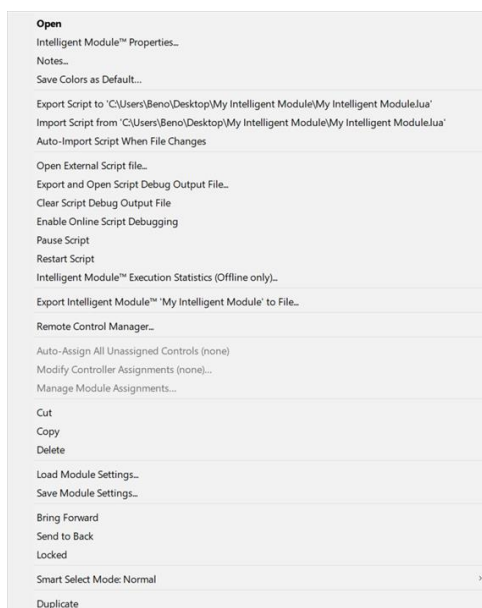 Open
Intelligent Module™ Properties...
Notes...
Save Colors as Default...
Export Script to 'C:\Users\Beno\Desktop\My Intelligent Module\My Intelligent Module.lua'
Import Script from 'C:\Users\Beno\Desktop\My Intelligent Module\My Intelligent Module.lua'
Auto-Import Script When File Changes
Open External Script file...
Export and Open Script Debug Output File...
Clear Script Debug Output File
Enable Online Script Debugging
Pause Script
Restart Script
Intelligent Module™ Execution Statistics (Offline only)...
Export Intelligent Module™ 'My Intelligent Module' to File...
Remote Control Manager...
Auto-Assign All Unassigned Controls (none)
Modify Controller Assignments (none)...
Manage Module Assignments...
Cut
Copy
Delete
Load Module Settings...
Save Module Settings...
Bring Forward
Send to Back
Locked
Smart Select Mode: Normal
Duplicate